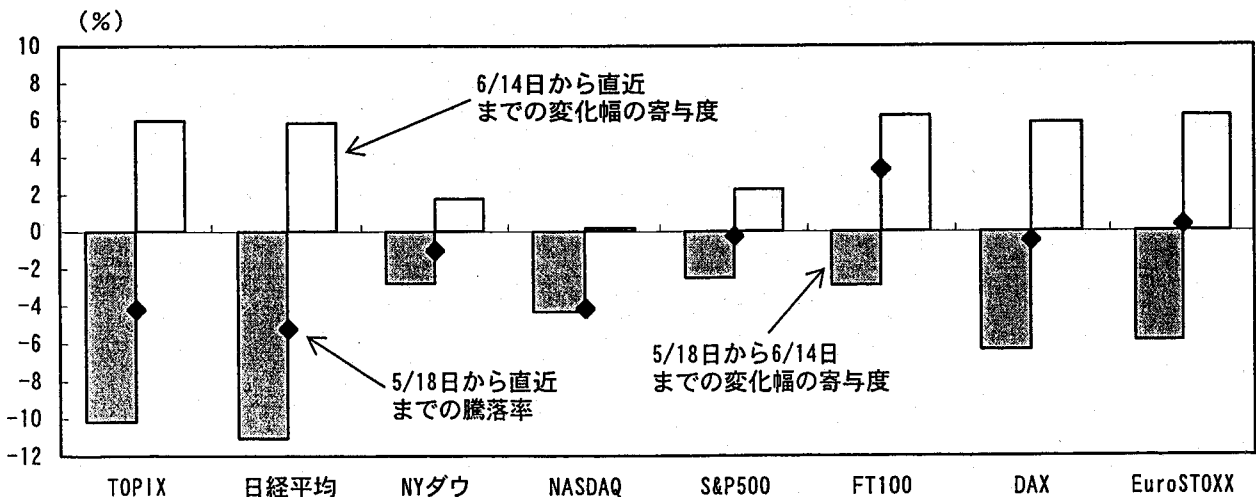 (%)
10
8
6
4
2
0
-2
-4
-6
-8
-10
-12
6/14日から直近
までの変化幅の寄与度
5/18日から直近
までの騰落率
5/18日から6/14日
までの変化幅の寄与度
TOPIX 日経平均 NYダウ NASDAQ S&P500 FT100 DAX EuroSTOXX